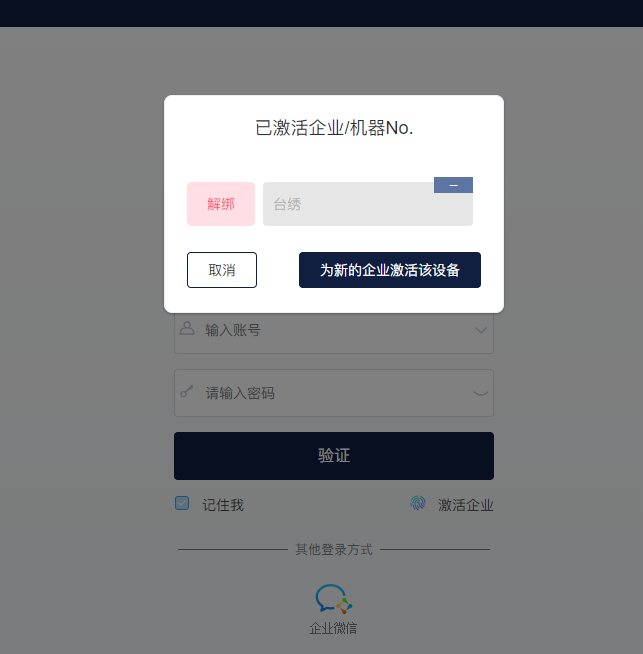 已激活企业/机器No.
解绑
台绣
取消
为新的企业激活该设备
输入账号
请输入密码
验证
记住我
激活企业
其他登录方式
企业微信